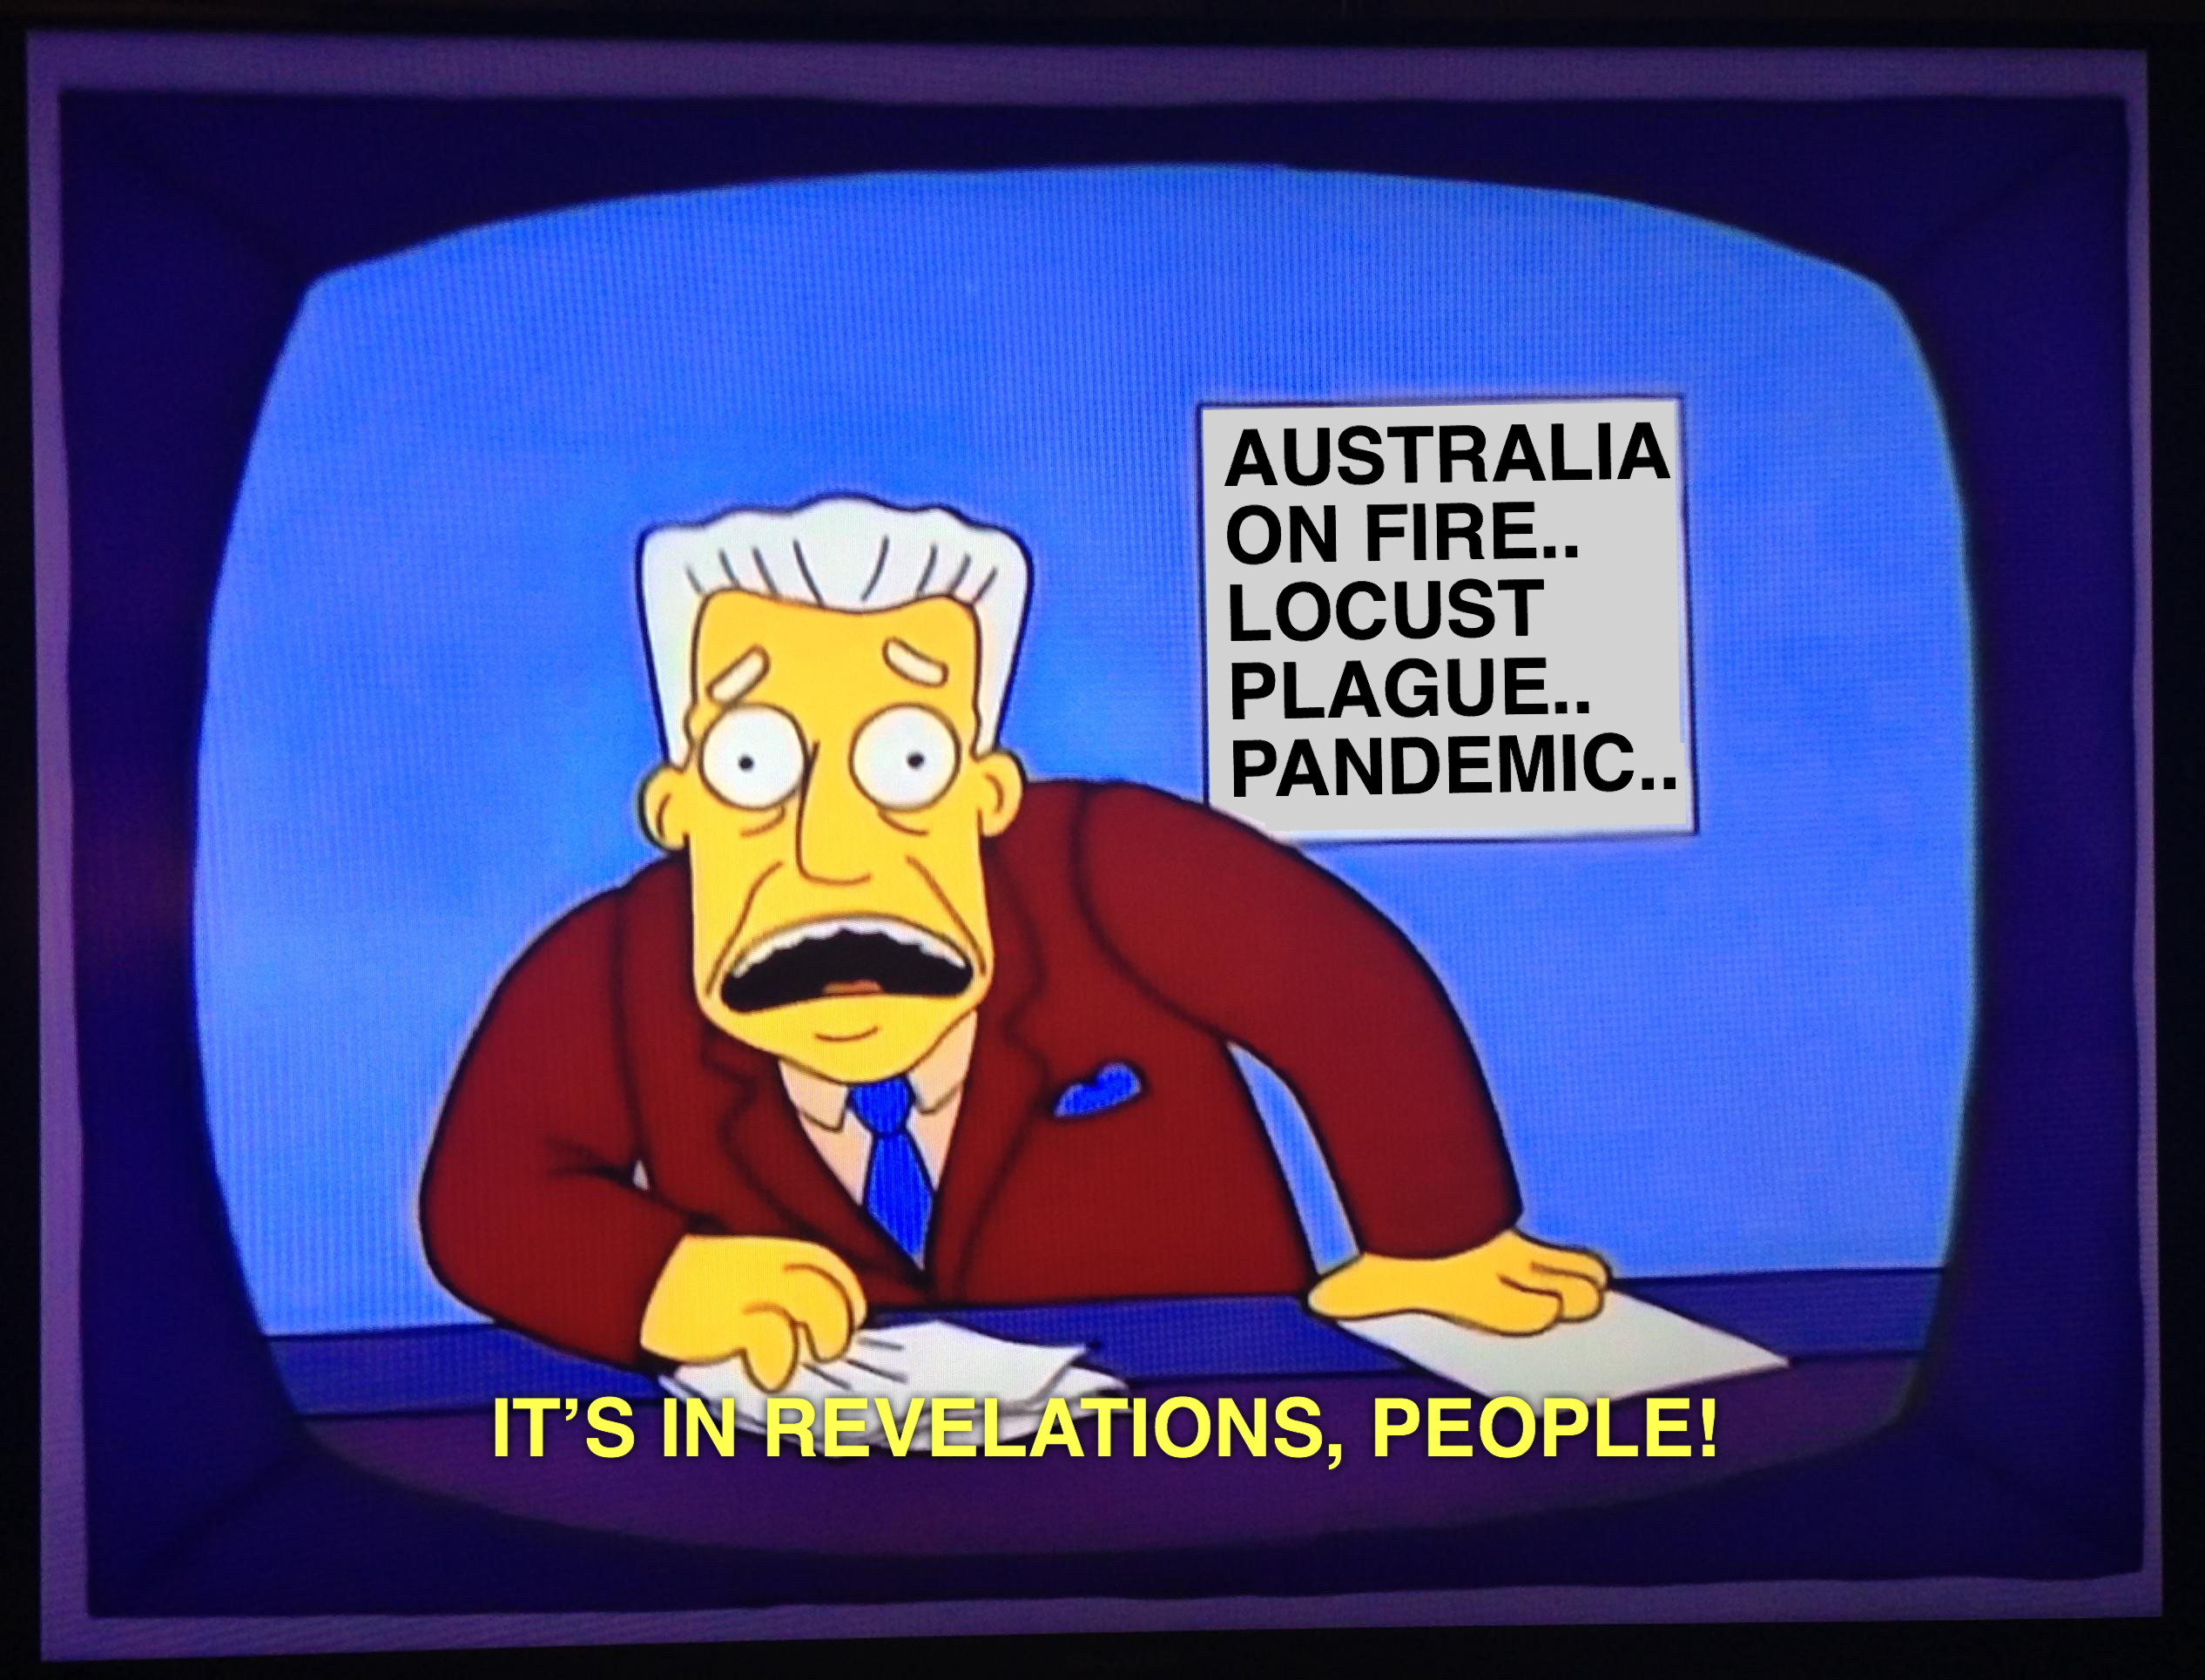 AUSTRALIA
ON FIRE..
LOCUST
PLAGUE..
PANDEMIC..
IT’S IN REVELATIONS, PEOPLE!